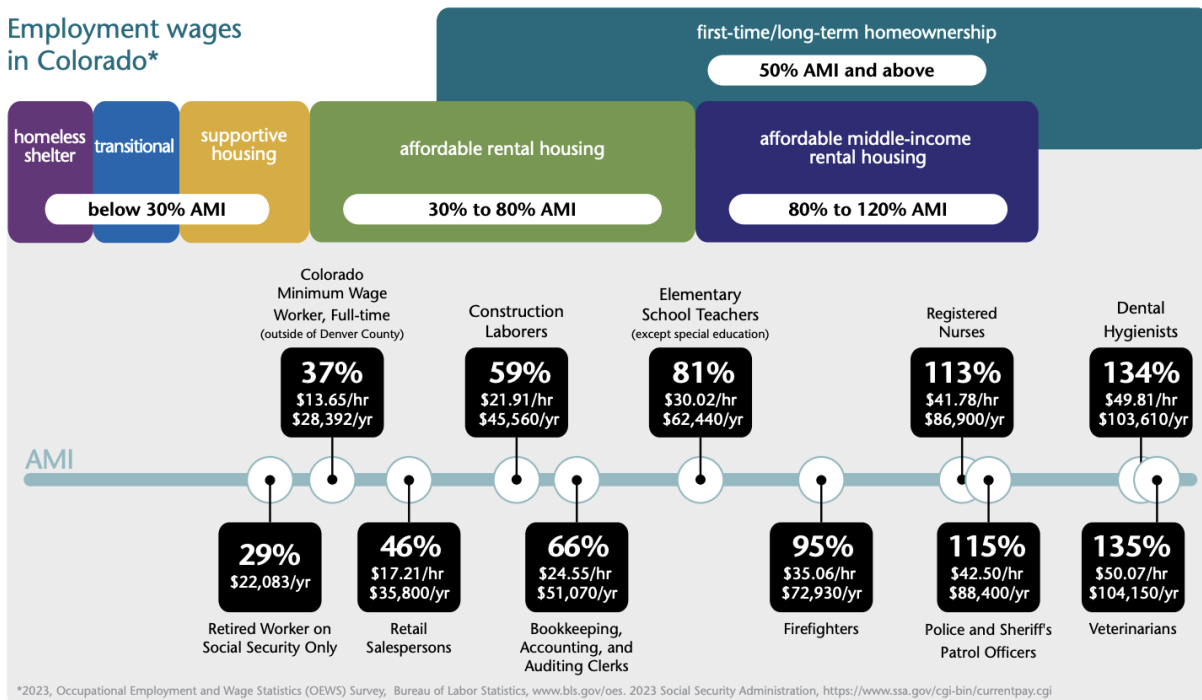 Employment wages
in Colorado*
first-time/long-term homeownership
50% AMI and above
homeless
shelter
transitional
supportive
housing
below 30% AMI
affordable rental housing
30% to 80% AMI
affordable middle-income
rental housing
80% to 120% AMI
Colorado
Minimum Wage
Worker, Full-time
(outside of Denver County)
37%
$13.65/hr
$28,392/yr
Construction
Laborers
59%
$21.91/hr
$45,560/yr
Elementary
School Teachers
(except special education)
81%
$30.02/hr
$62,440/yr
Registered
Nurses
113%
$41.78/hr
$86,900/yr
Dental
Hygienists
134%
$49.81/hr
$103,610/yr
AMI
29%
$22,083/yr
Retired Worker on
Social Security Only
46%
$17.21/hr
$35,800/yr
Retail
Salespersons
66%
$24.55/hr
$51,070/yr
Bookkeeping,
Accounting, and
Auditing Clerks
95%
$35.06/hr
$72,930/yr
Firefighters
115%
$42.50/hr
$88,400/yr
Police and Sheriff's
Patrol Officers
135%
$50.07/hr
$104,150/yr
Veterinarians
*2023, Occupational Employment and Wage Statistics (OEWS) Survey, Bureau of Labor Statistics, www.bls.gov/oes. 2023 Social Security Administration, https://www.ssa.gov/cgi-bin/currentpay.cgi